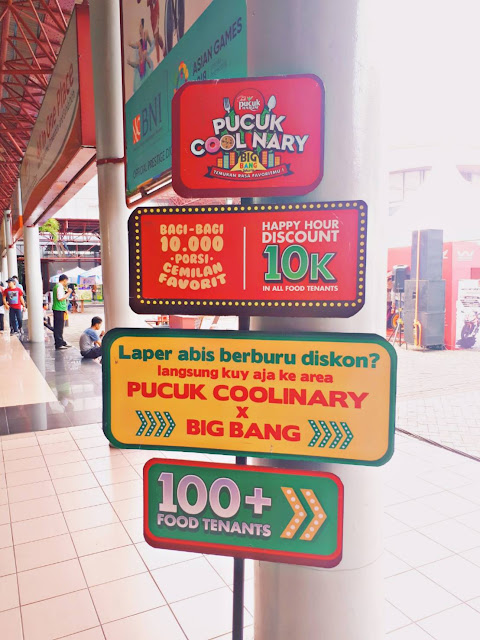 ASIAN GAMES
BNI
Pucuk
PUCUK
COOLINARY
BIG
BANG
TEMUKAN RASA FAVORITMU!
BAGI-BAGI
10.000
•PORSI•
CEMILAN
FAVORIT
HAPPY HOUR
DISCOUNT
10K
IN ALL FOOD TENANTS
Laper abis berburu diskon?
langsung kuy aja ke area
PUCUK COOLINARY
X
BIG BANG
100+
FOOD TENANTS